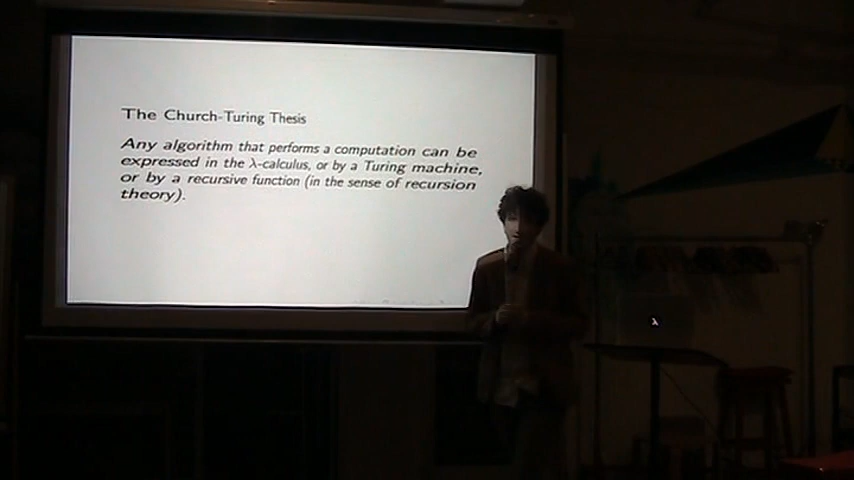 The Church-Turing Thesis
Any algorithm that performs a computation can be
expressed in the λ-calculus, or by a Turing machine,
or by a recursive function (in the sense of recursion
theory).
λ